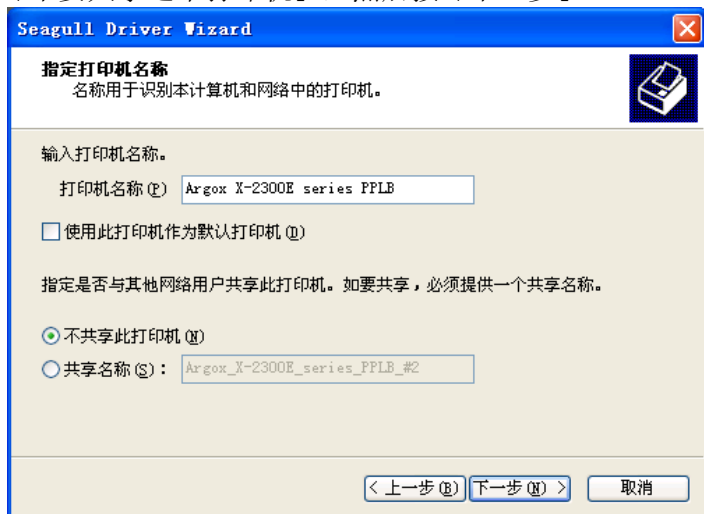 Seagull Driver Wizard
指定打印机名称
名称用于识别本计算机和网络中的打印机。
输入打印机名称。
打印机名称(P) Argox X-2300E series PPLB
使用此打印机作为默认打印机(D)
指定是否与其他网络用户共享此打印机。如要共享，必须提供一个共享名称。
不共享此打印机(N)
共享名称(S)： Argox_X-2300E_series_PPLB_#2
< 上一步(B) 下一步(N) > 取消